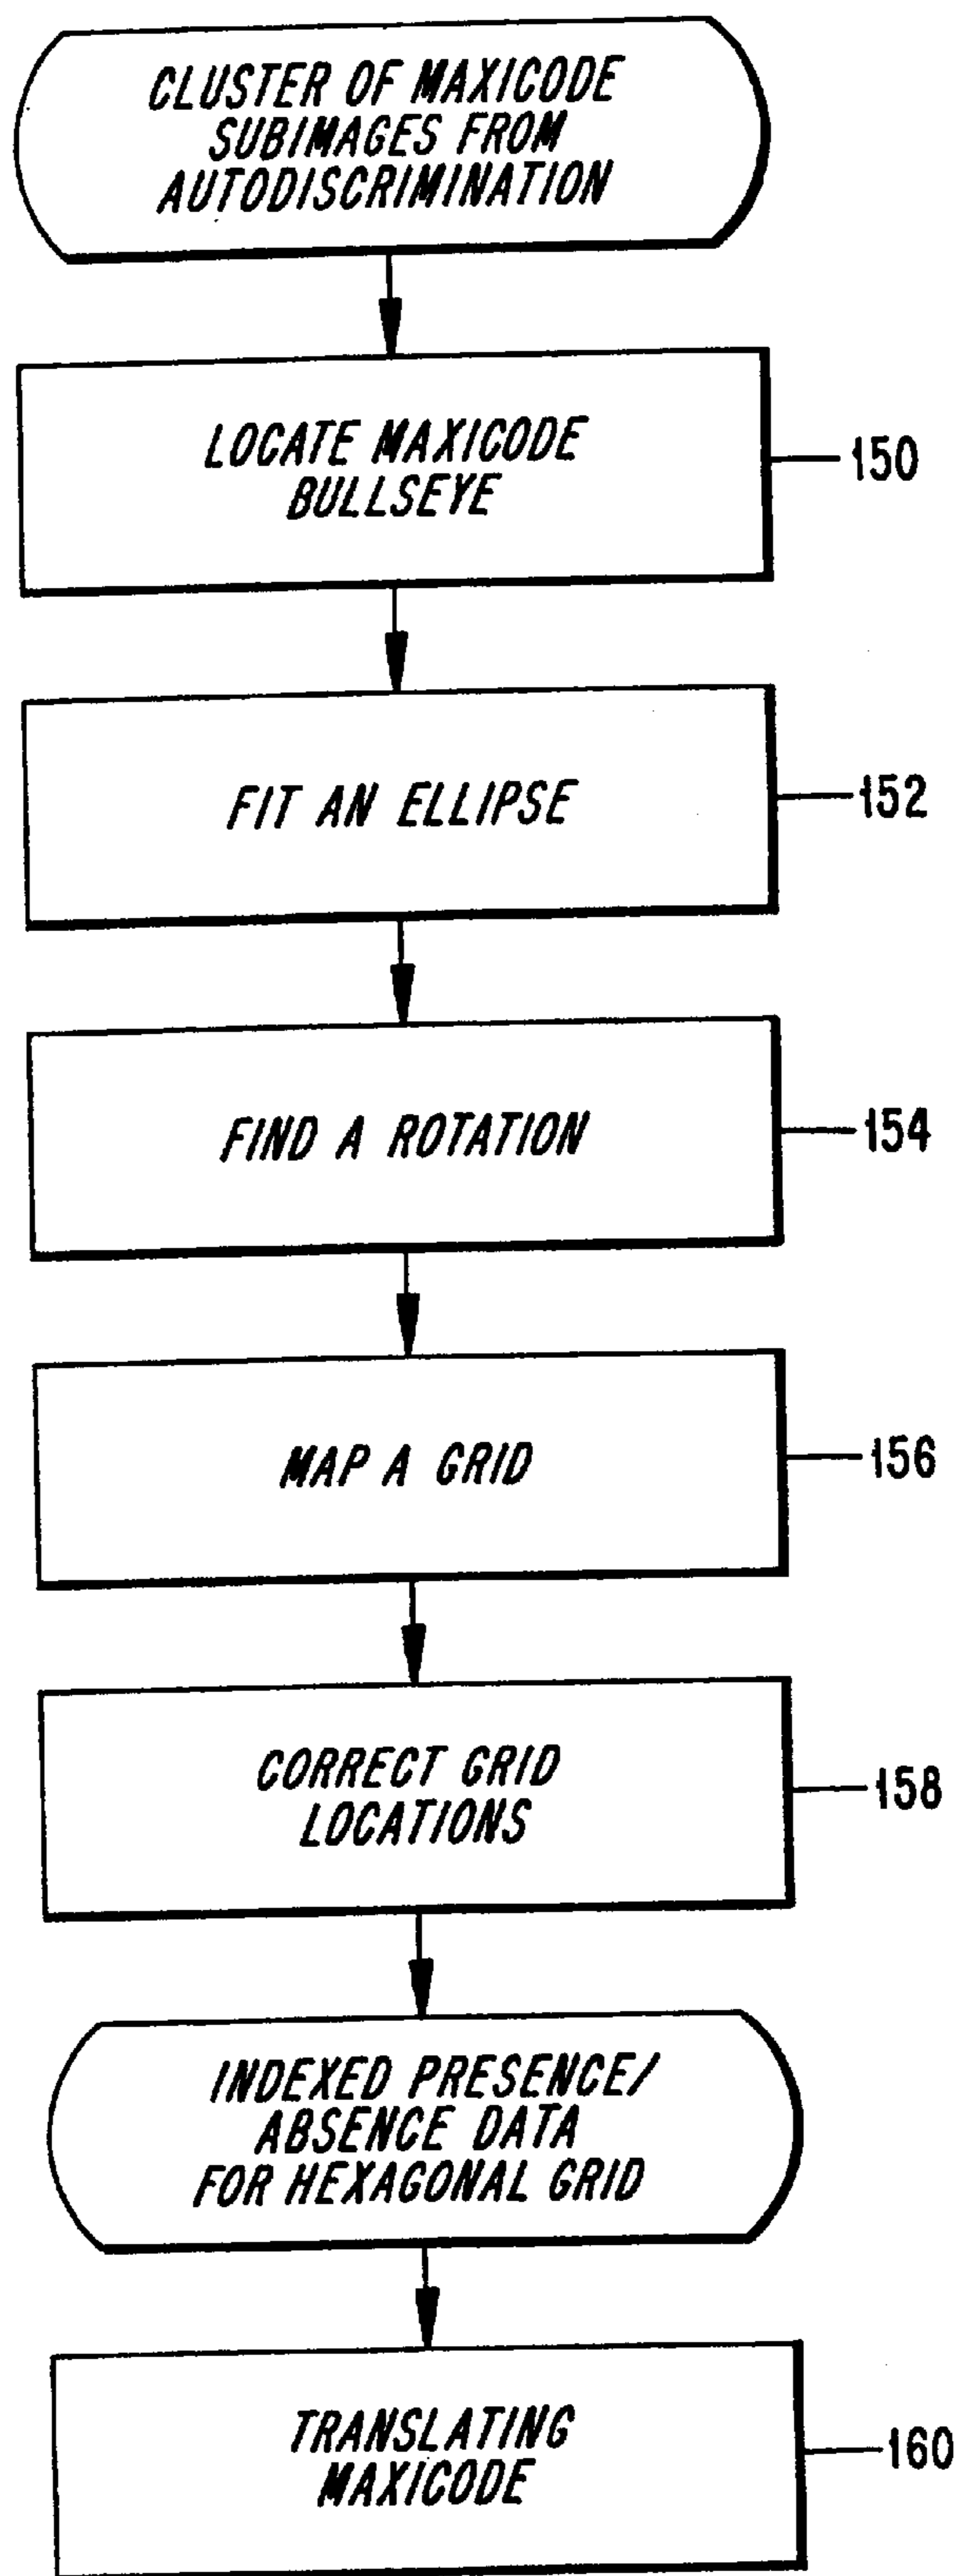 CLUSTER OF MAXICODE
SUBIMAGES FROM
AUTODISCRIMINATION
LOCATE MAXICODE
BULLSEYE
150
FIT AN ELLIPSE
152
FIND A ROTATION
154
MAP A GRID
156
CORRECT GRID
LOCATIONS
158
INDEXED PRESENCE/
ABSENCE DATA
FOR HEXAGONAL GRID
TRANSLATING
MAXICODE
160